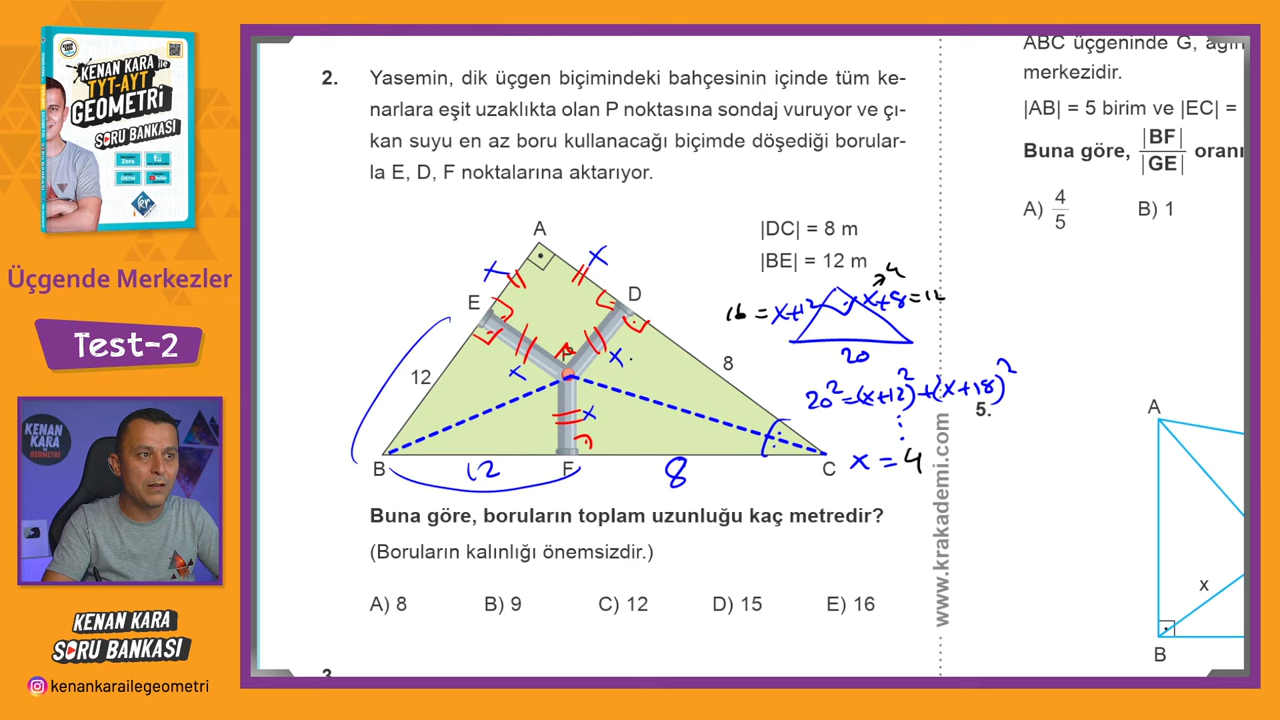 KENAN KARA ile
TYT-AYT
GEOMETRİ
SORU BANKASI
Üçgende Merkezler
Test-2
KENAN
KARA
GEOMETRİ
KENAN KARA
SORU BANKASI
kenankarailegeometri
2. Yasemin, dik üçgen biçimindeki bahçesinin içinde tüm ke-
narlara eşit uzaklıkta olan P noktasına sondaj vuruyor ve çı-
kan suyu en az boru kullanacağı biçimde döşediği borular-
la E, D, F noktalarına aktarıyor.
|DC| = 8 m
|BE| = 12 m
A
x
x
E
D
P
x
x
x
12
8
B
12
F
8
C
4
16 = x+12
x+8 = 12
20
20² = (x+12)² + (x+18)²
x = 4
Buna göre, boruların toplam uzunluğu kaç metredir?
(Boruların kalınlığı önemsizdir.)
A) 8 B) 9 C) 12 D) 15 E) 16
3.
www.krakademi.com
ABC üçgeninde G, ağır
merkezidir.
|AB| = 5 birim ve |EC| =
Buna göre, |BF| / |GE| oranı
A) 4/5 B) 1
5.
A
x
B